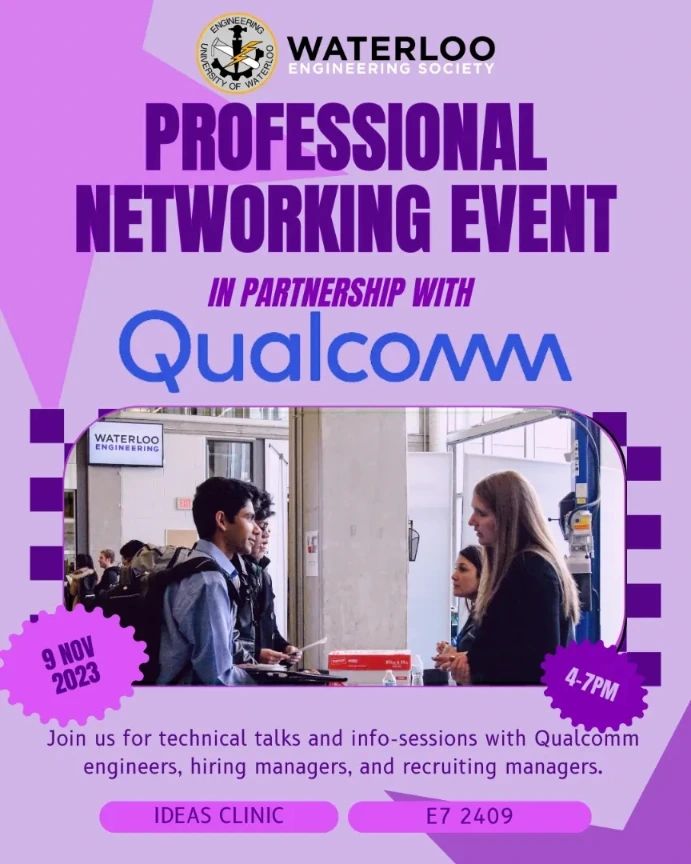 ENGINEERING
UNIVERSITY OF WATERLOO
WATERLOO
ENGINEERING SOCIETY
PROFESSIONAL
NETWORKING EVENT
IN PARTNERSHIP WITH
Qualcomm
WATERLOO
ENGINEERING
EXIT
9 NOV
2023
4-7PM
Join us for technical talks and info-sessions with Qualcomm
engineers, hiring managers, and recruiting managers.
IDEAS CLINIC
E7 2409